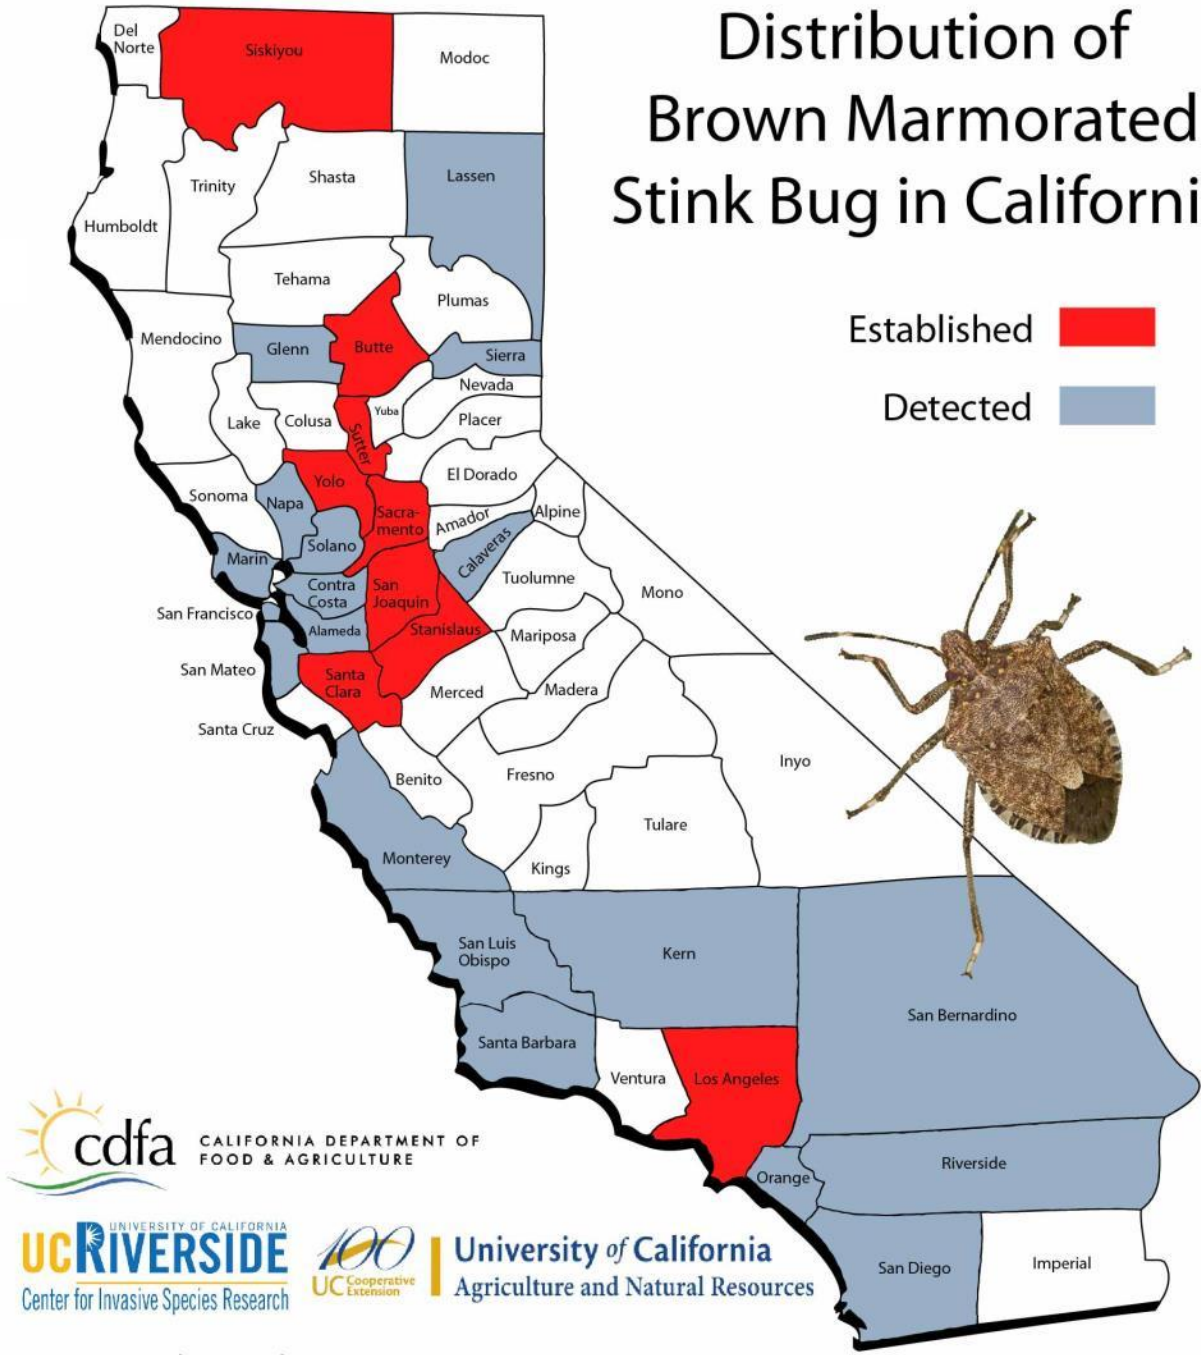 Distribution of
Brown Marmorated
Stink Bug in Californi
Established
Detected
Del
Norte
Siskiyou
Modoc
Trinity
Shasta
Lassen
Humboldt
Tehama
Plumas
Mendocino
Glenn
Butte
Sierra
Nevada
Lake
Colusa
Sutter
Yuba
Placer
Sonoma
Napa
Yolo
El Dorado
Sacra-
mento
Amador
Alpine
Marin
Solano
Calaveras
Tuolumne
Mono
San Francisco
Contra
Costa
San
Joaquin
Alameda
Stanislaus
Mariposa
San Mateo
Santa
Clara
Merced
Madera
Santa Cruz
Benito
Fresno
Inyo
Monterey
Kings
Tulare
San Luis
Obispo
Kern
San Bernardino
Santa Barbara
Ventura
Los Angeles
Orange
Riverside
San Diego
Imperial
cdfa
CALIFORNIA DEPARTMENT OF
FOOD & AGRICULTURE
UNIVERSITY OF CALIFORNIA
UCRIVERSIDE
Center for Invasive Species Research
100
UC Cooperative
Extension
University of California
Agriculture and Natural Resources